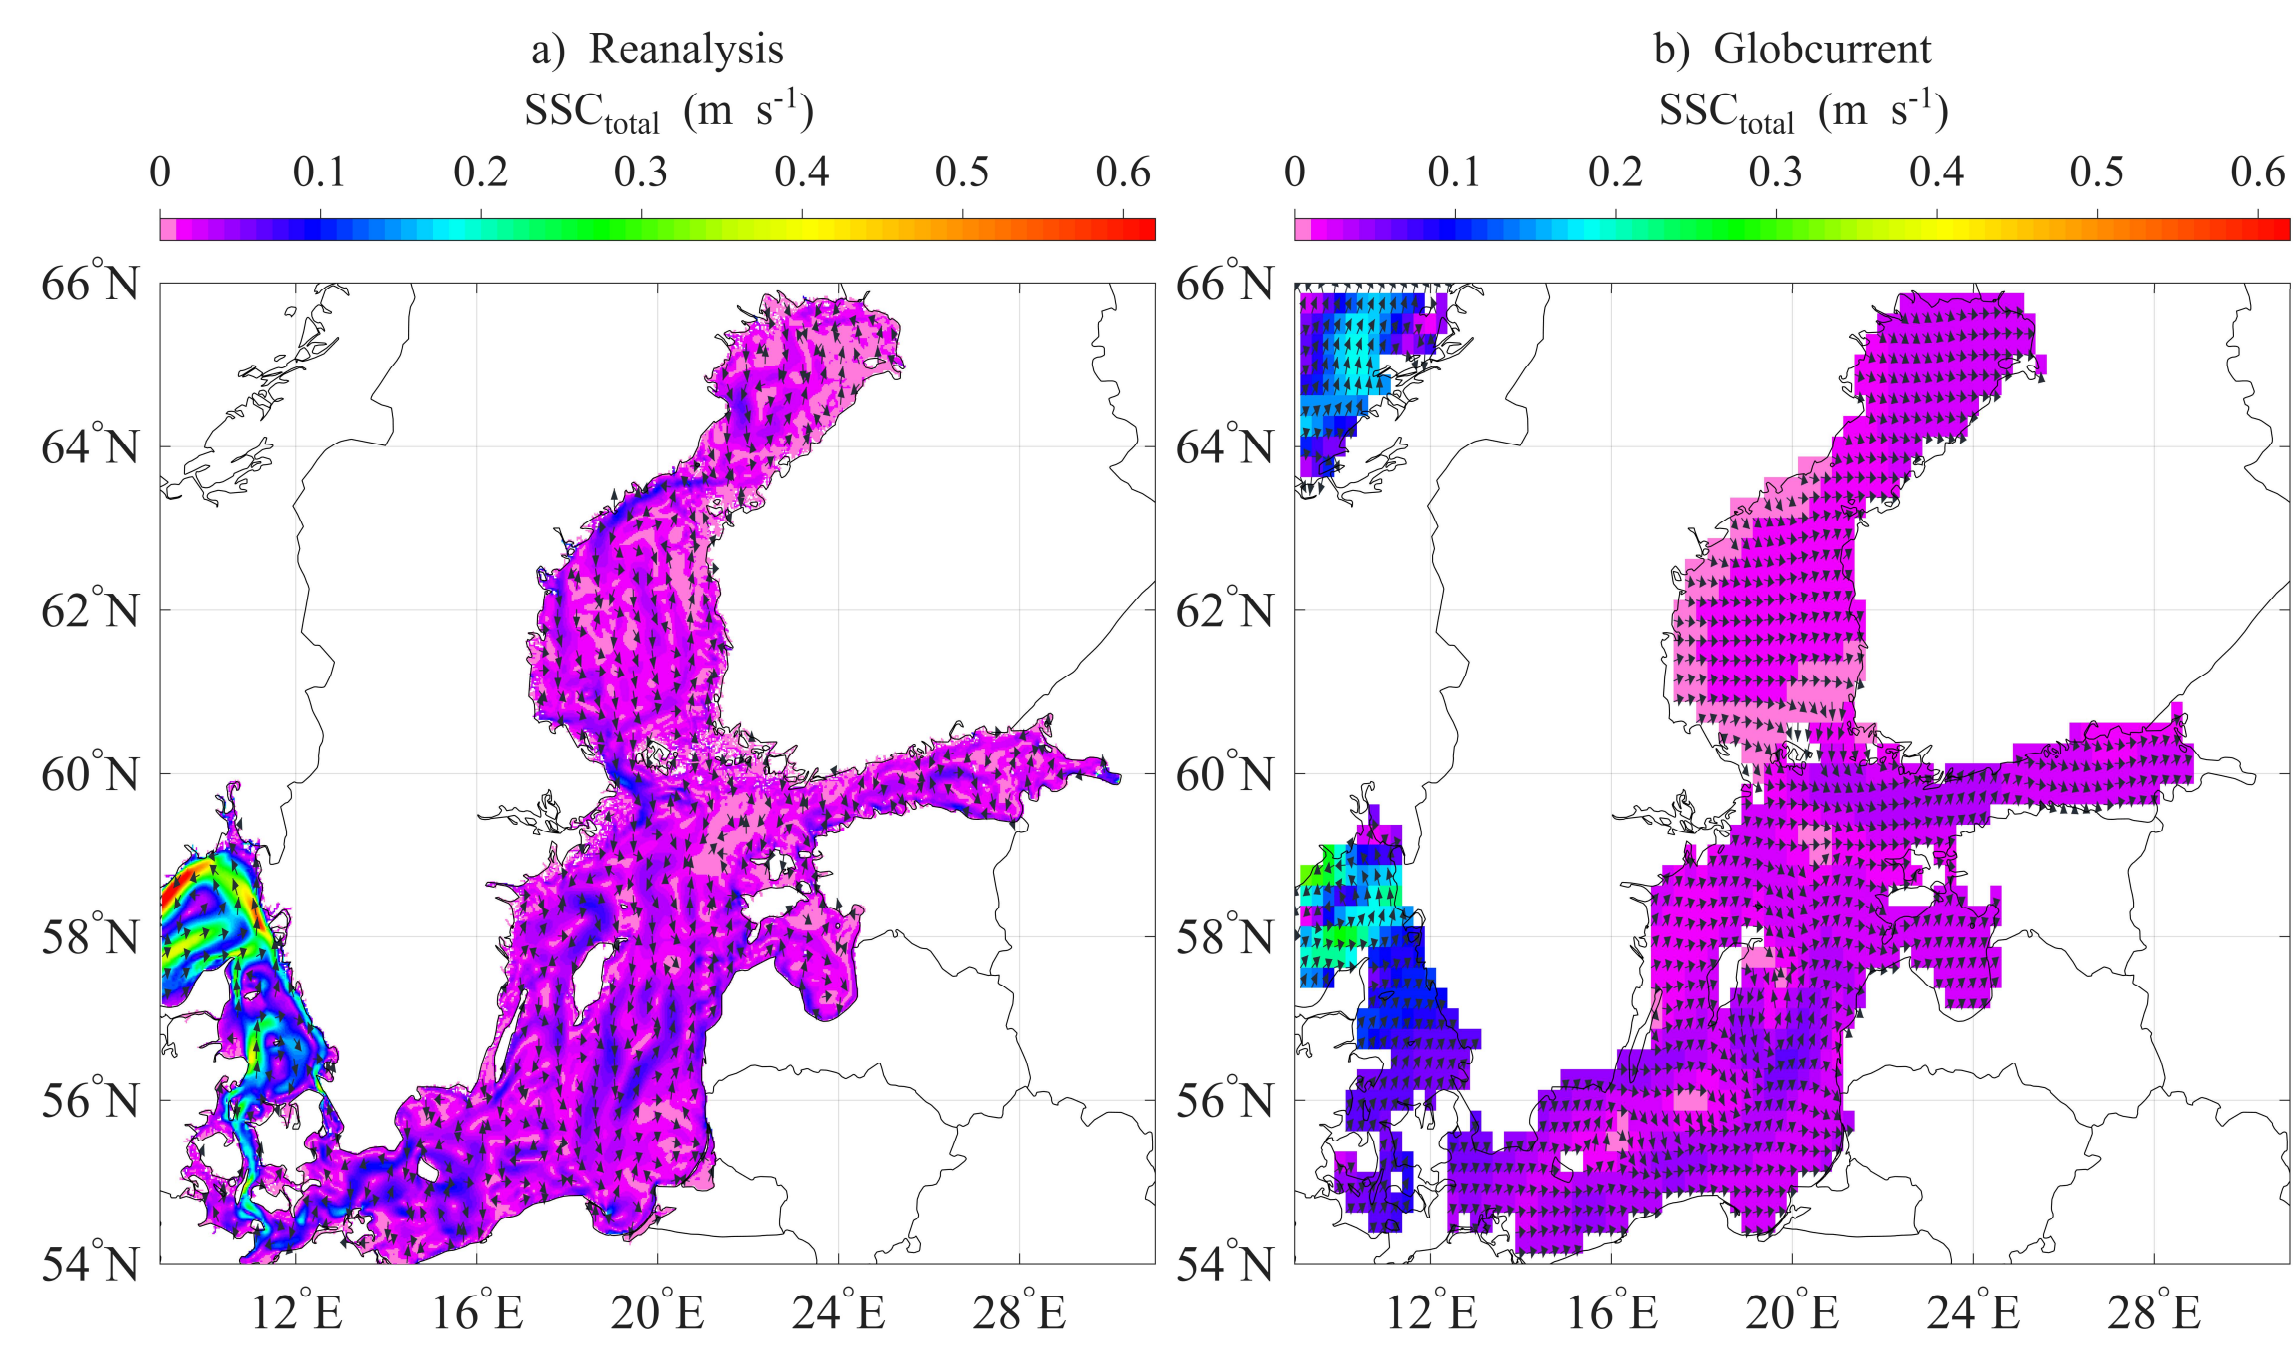 a) Reanalysis
SSCtotal (m s-1)
0 0.1 0.2 0.3 0.4 0.5 0.6
66°N
64°N
62°N
60°N
58°N
56°N
54°N
12°E 16°E 20°E 24°E 28°E
b) Globcurrent
SSCtotal (m s-1)
0 0.1 0.2 0.3 0.4 0.5 0.6
66°N
64°N
62°N
60°N
58°N
56°N
54°N
12°E 16°E 20°E 24°E 28°E